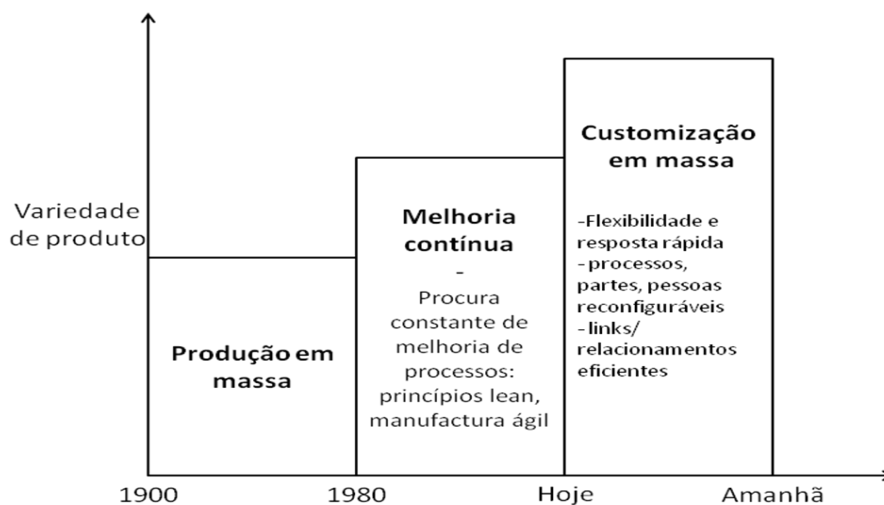 Variedade
de produto
Produção em
massa
Melhoria
contínua
-
Procura
constante de
melhoria de
processos:
princípios lean,
manufactura ágil
Customização
em massa
-Flexibilidade e
resposta rápida
-processos,
partes, pessoas
reconfiguráveis
-links/
relacionamentos
eficientes
1900
1980
Hoje
Amanhã